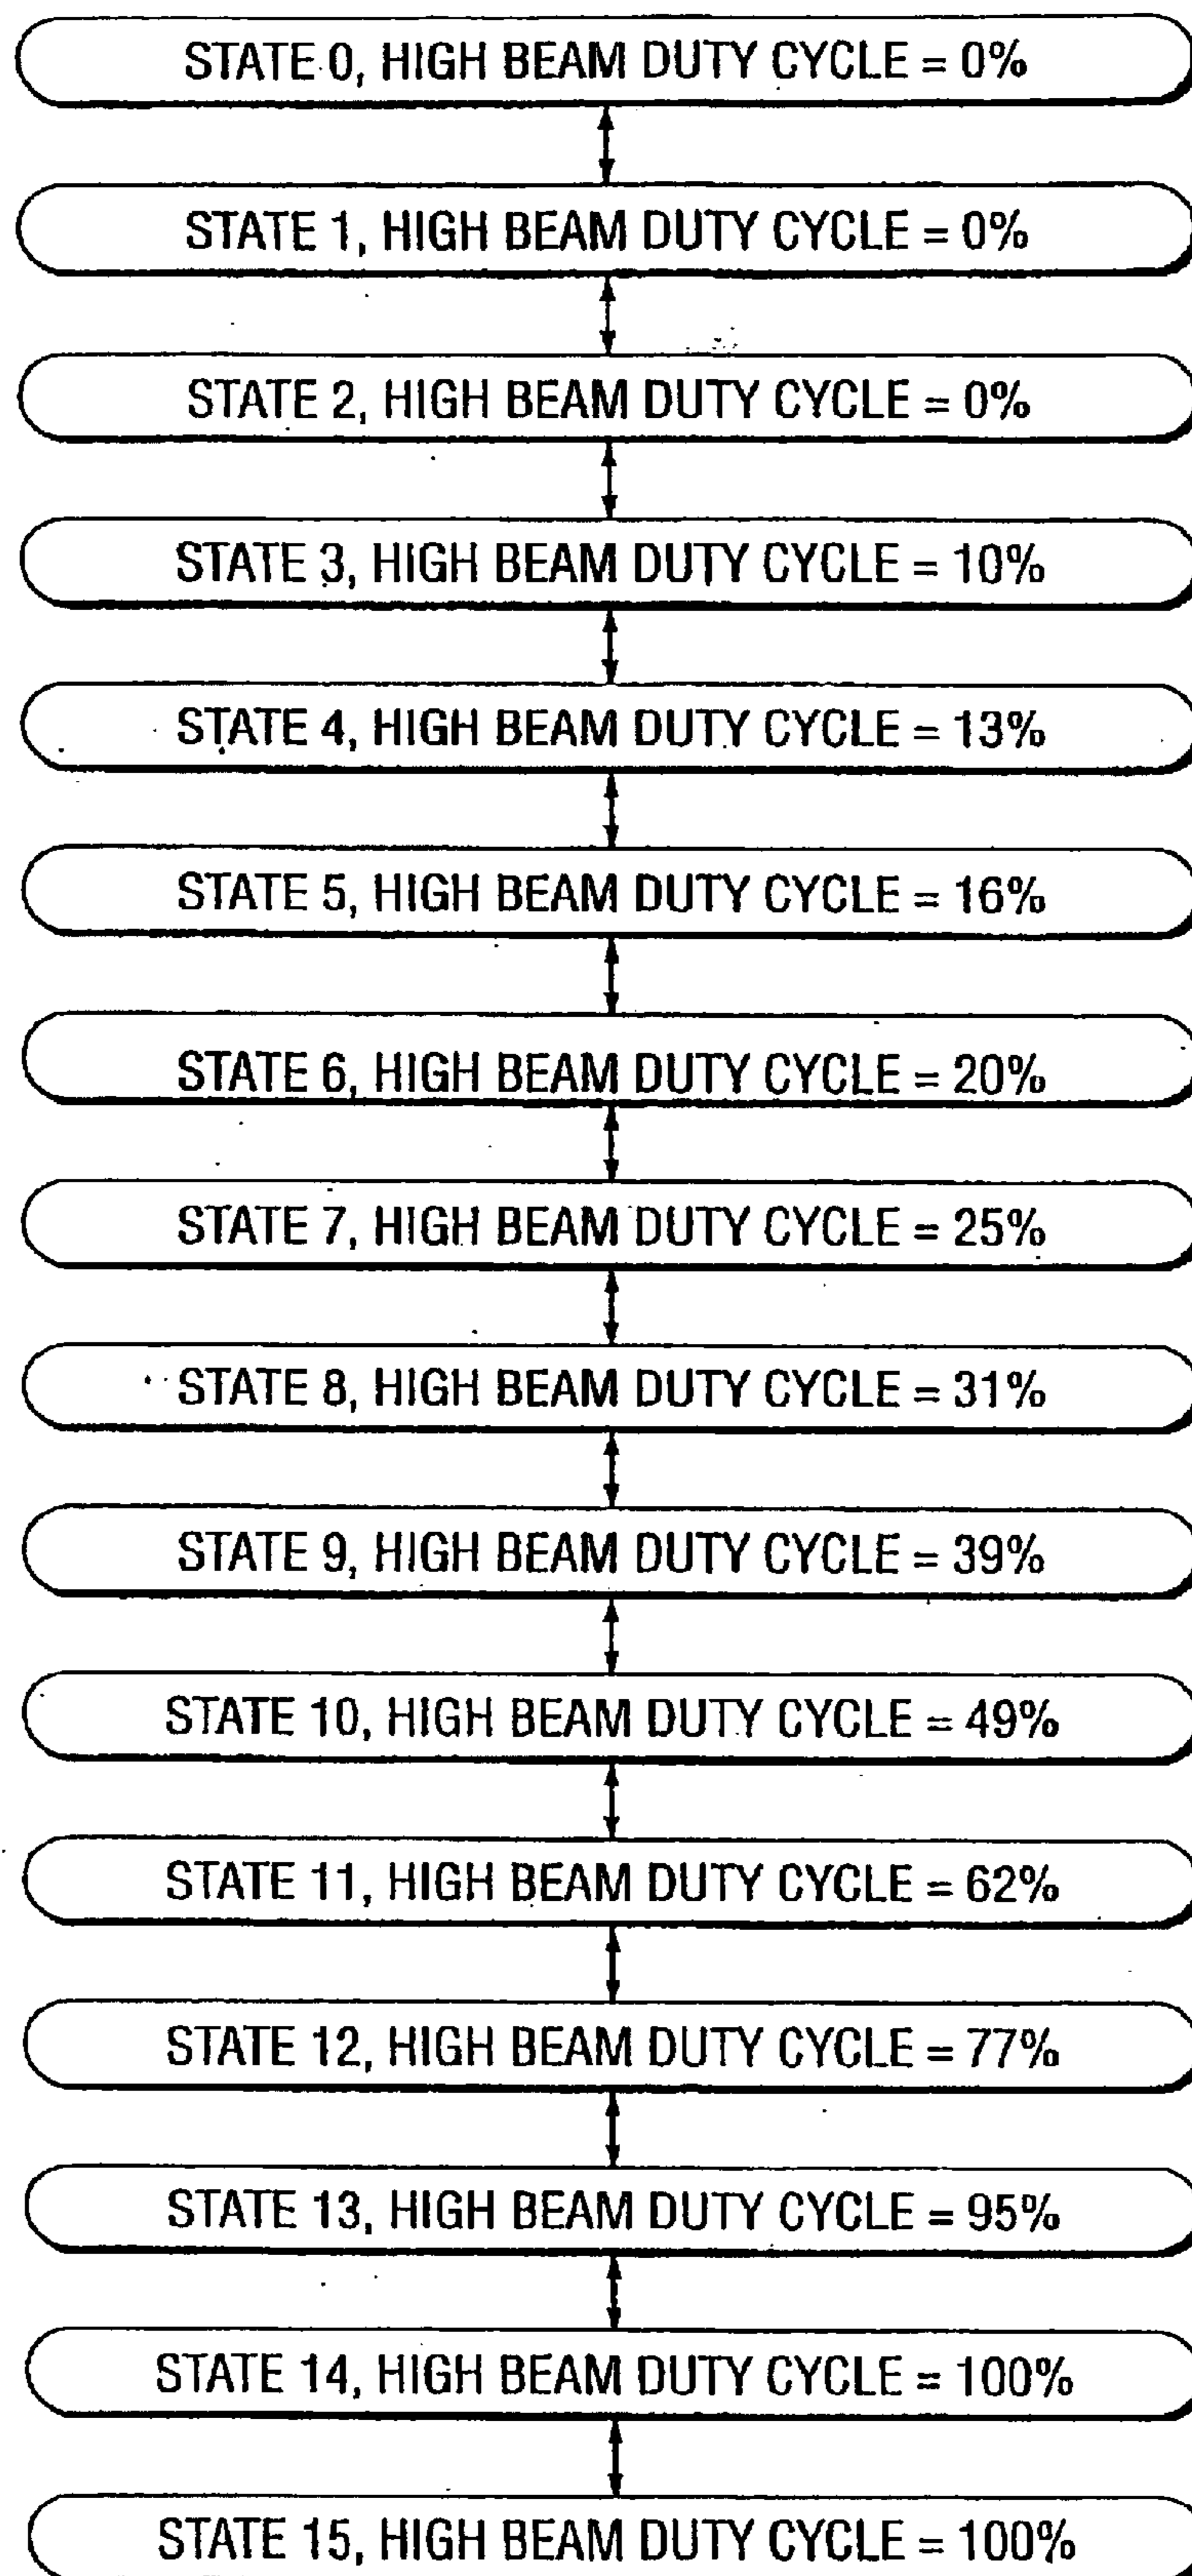 STATE 0, HIGH BEAM DUTY CYCLE = 0%
STATE 1, HIGH BEAM DUTY CYCLE = 0%
STATE 2, HIGH BEAM DUTY CYCLE = 0%
STATE 3, HIGH BEAM DUTY CYCLE = 10%
STATE 4, HIGH BEAM DUTY CYCLE = 13%
STATE 5, HIGH BEAM DUTY CYCLE = 16%
STATE 6, HIGH BEAM DUTY CYCLE = 20%
STATE 7, HIGH BEAM DUTY CYCLE = 25%
STATE 8, HIGH BEAM DUTY CYCLE = 31%
STATE 9, HIGH BEAM DUTY CYCLE = 39%
STATE 10, HIGH BEAM DUTY CYCLE = 49%
STATE 11, HIGH BEAM DUTY CYCLE = 62%
STATE 12, HIGH BEAM DUTY CYCLE = 77%
STATE 13, HIGH BEAM DUTY CYCLE = 95%
STATE 14, HIGH BEAM DUTY CYCLE = 100%
STATE 15, HIGH BEAM DUTY CYCLE = 100%